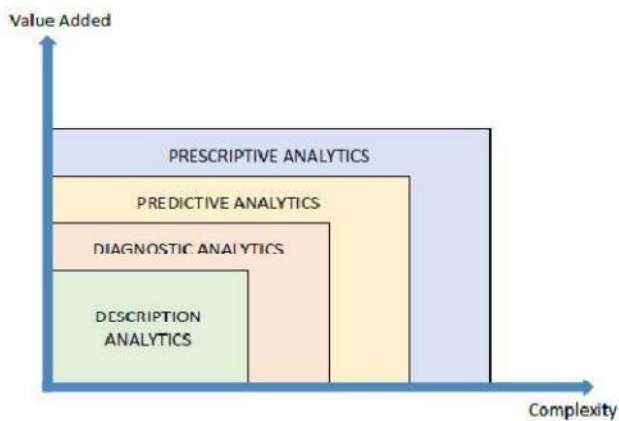 Value Added
PRESCRIPTIVE ANALYTICS
PREDICTIVE ANALYTICS
DIAGNOSTIC ANALYTICS
DESCRIPTION
ANALYTICS
Complexity